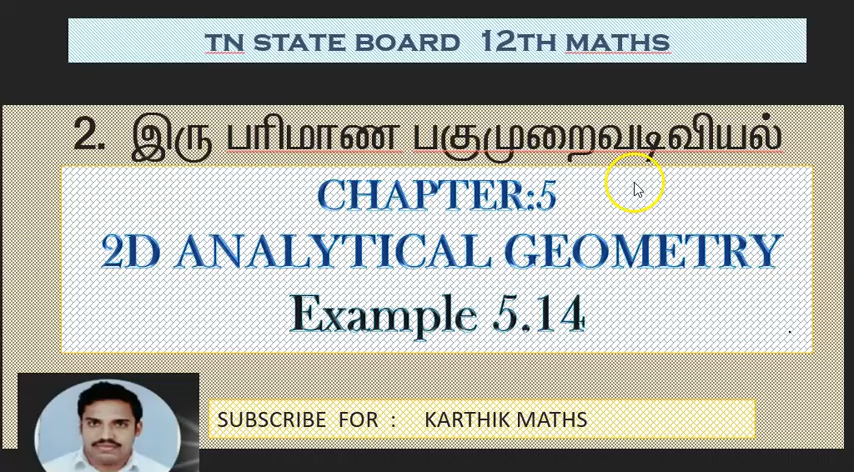 TN STATE BOARD 12TH MATHS
2. இரு பரிமாண பகுமுறைவடிவியல்
CHAPTER:5
2D ANALYTICAL GEOMETRY
Example 5.14
.
SUBSCRIBE FOR : KARTHIK MATHS